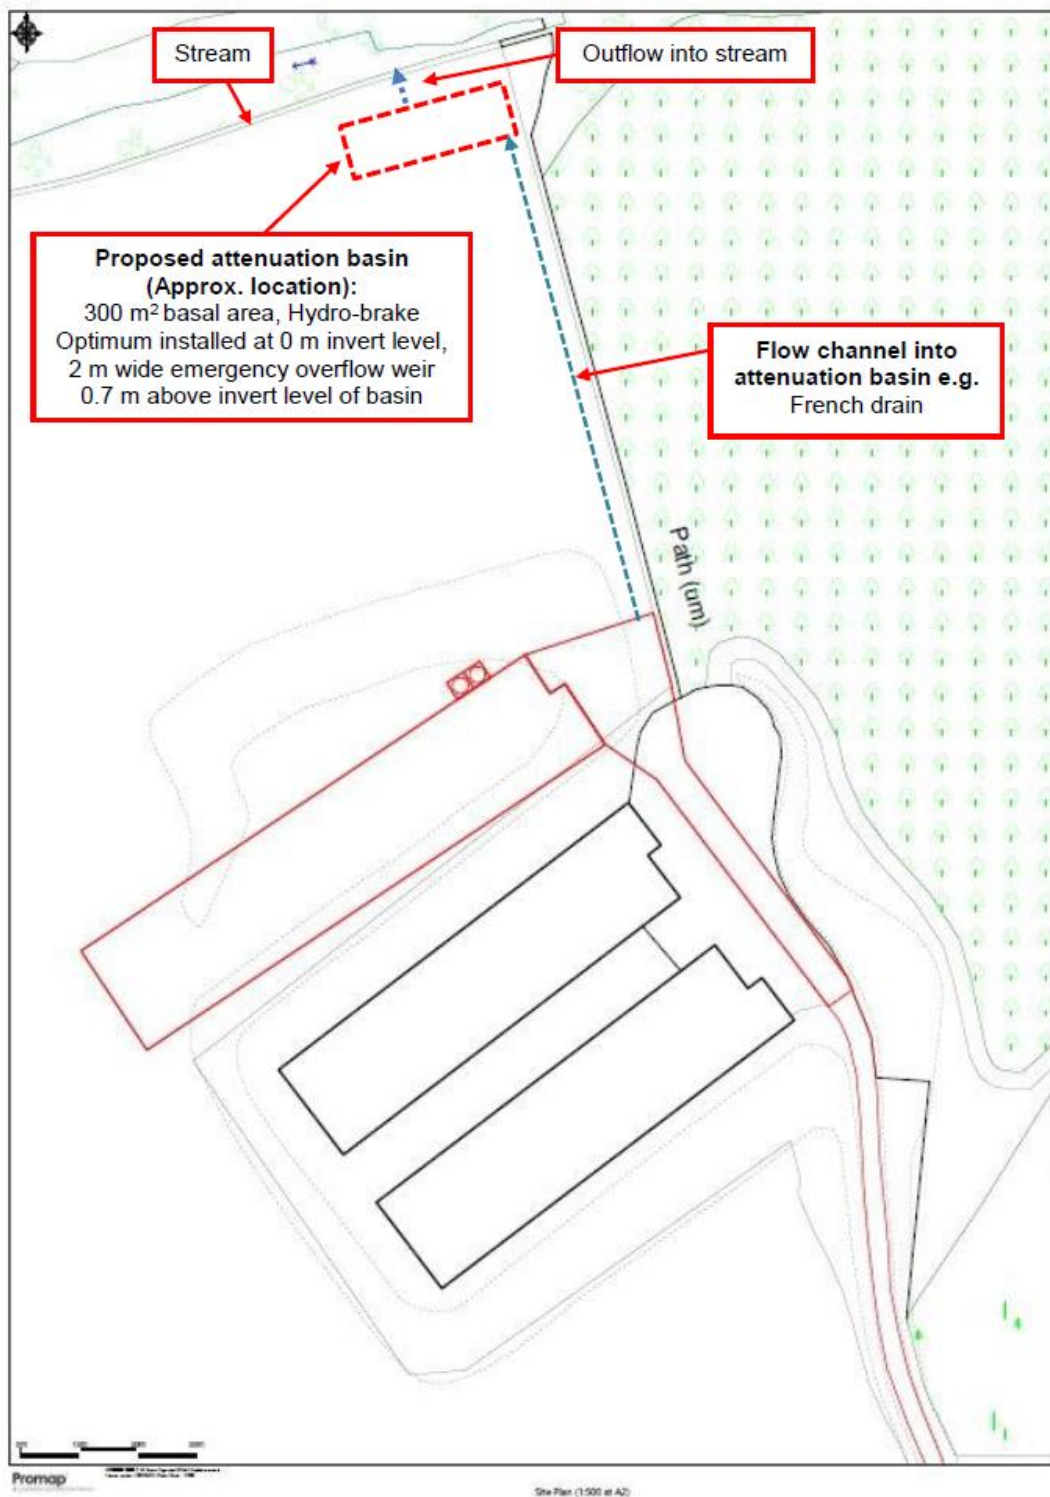 Stream
Outflow into stream
Proposed attenuation basin
(Approx. location):
300 m² basal area, Hydro-brake
Optimum installed at 0 m invert level,
2 m wide emergency overflow weir
0.7 m above invert level of basin
Flow channel into
attenuation basin e.g.
French drain
Path (um)
Promap
Site Plan (1:500 at A2)